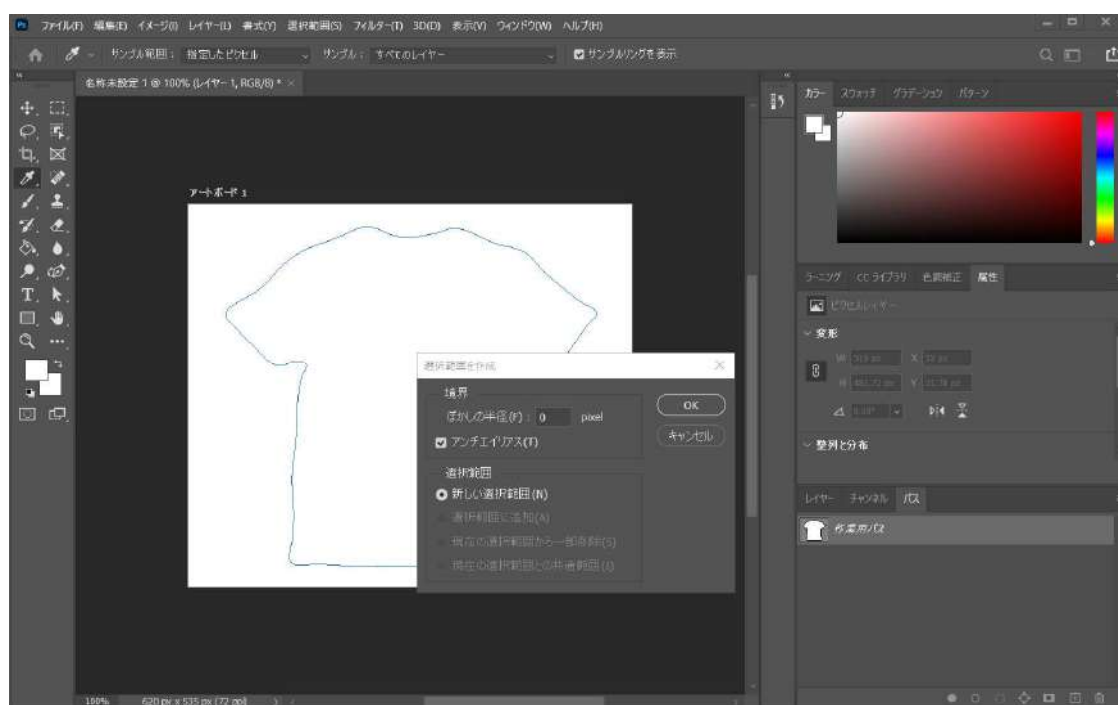 Ps ファイル(F) 編集(E) イメージ(I) レイヤー(L) 書式(Y) 選択範囲(S) フィルター(T) 3D(D) 表示(V) ウィンドウ(W) ヘルプ(H)
サンプル範囲： 指定したピクセル サンプル： すべてのレイヤー サンプルリングを表示
名称未設定 1 @ 100% (レイヤー 1, RGB/8) * ×
カラー スウォッチ グラデーション パターン
アートボード 1
ラーニング CC ライブラリ 色調補正 属性
ピクセルレイヤー
変形
W X
H Y
整列と分布
選択範囲を作成
境界
ぼかしの半径(F)： 0 pixel
アンチエイリアス(T)
OK
キャンセル
選択範囲
新しい選択範囲(N)
選択範囲に追加(A)
現在の選択範囲から一部削除(S)
現在の選択範囲との共通範囲(I)
レイヤー チャンネル パス
作業用パス
100% 620 px x 535 px (72 ppi)